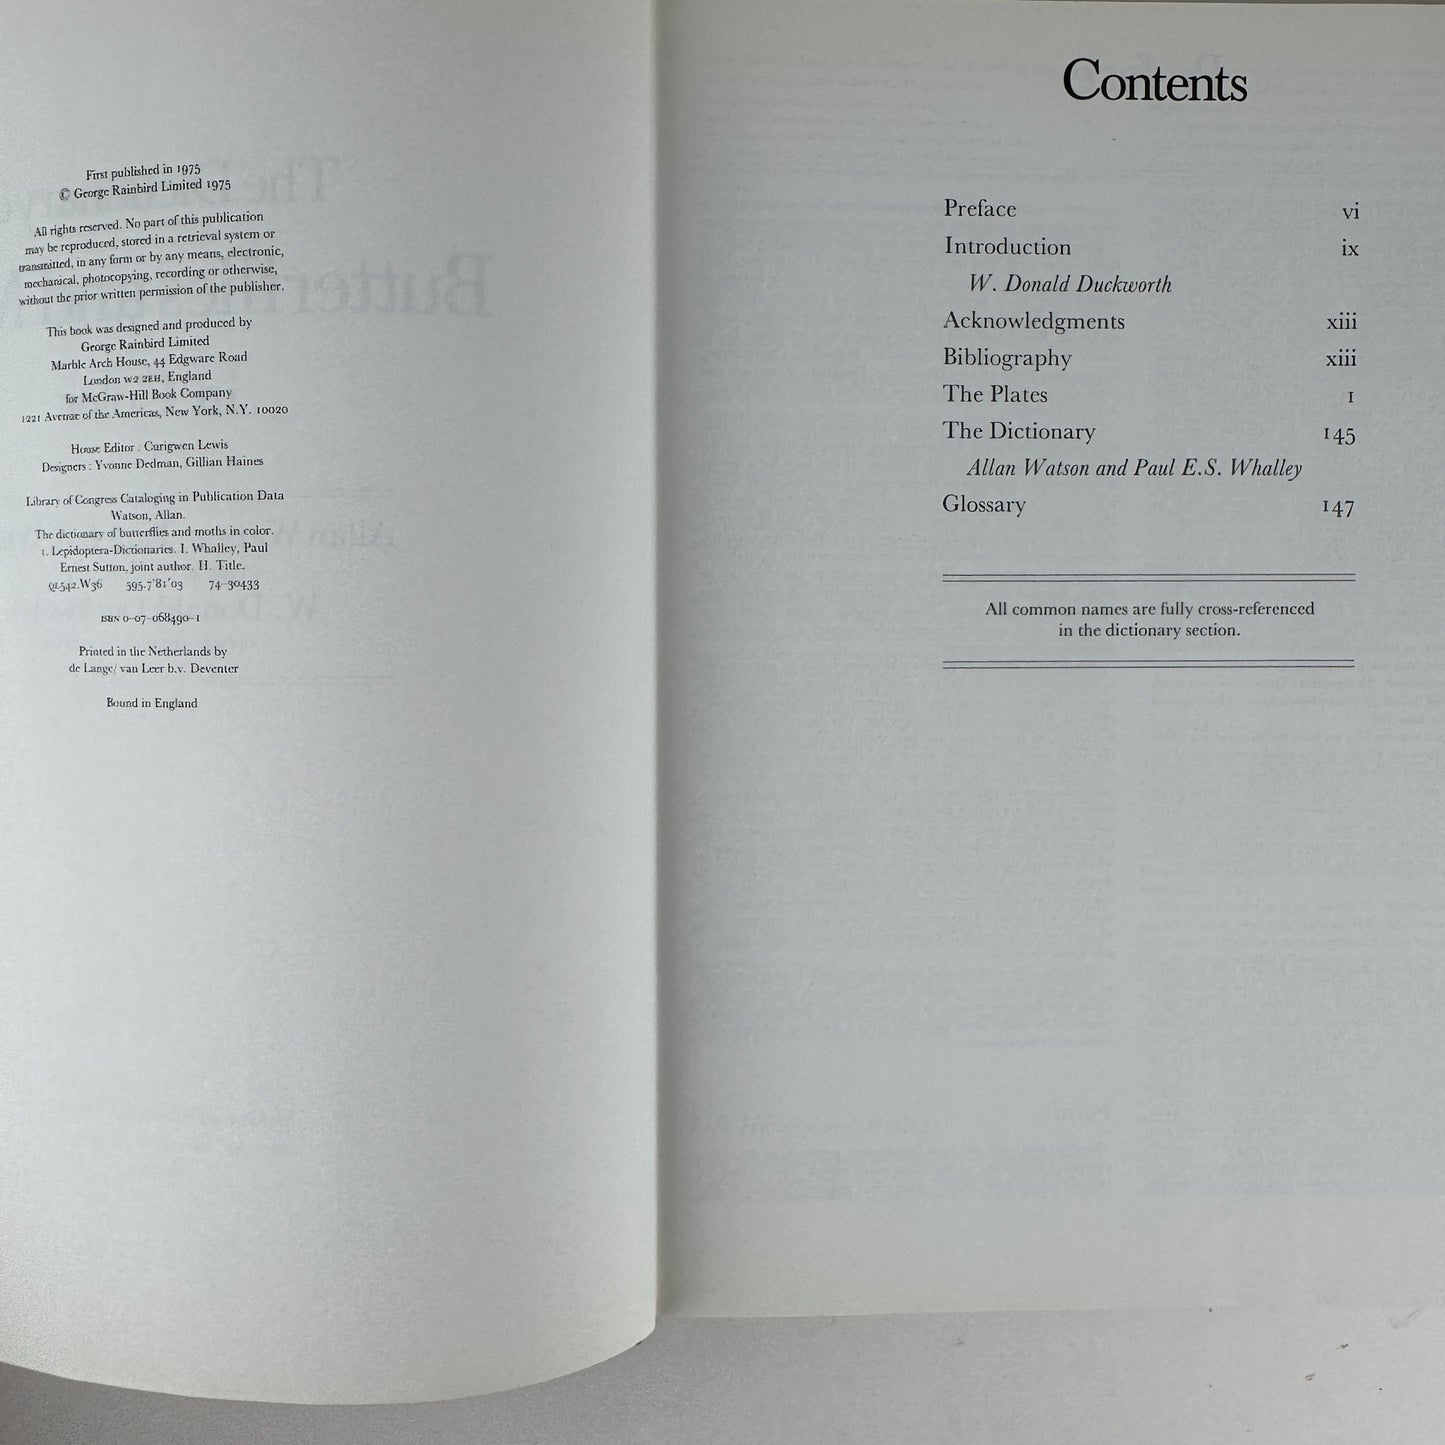 First published in 1975
© George Rainbird Limited 1975
All rights reserved. No part of this publication
may be reproduced, stored in a retrieval system or
transmitted, in any form or by any means, electronic,
mechanical, photocopying, recording or otherwise,
without the prior written permission of the publisher.
This book was designed and produced by
George Rainbird Limited
Marble Arch House, 44 Edgware Road
London W2 2EH, England
for McGraw-Hill Book Company
1221 Avenue of the Americas, New York, N.Y. 10020
House Editor : Curigwen Lewis
Designers : Yvonne Dedman, Gillian Haines
Library of Congress Cataloging in Publication Data
Watson, Allan.
The dictionary of butterflies and moths in color.
1. Lepidoptera-Dictionaries. I. Whalley, Paul
Ernest Sutton, joint author. II. Title.
QL542.W36 595.7'81'03 74-30433
ISBN 0-07-068490-1
Printed in the Netherlands by
de Lange/van Leer b.v. Deventer
Bound in England
Contents
Preface vi
Introduction ix
W. Donald Duckworth
Acknowledgments xiii
Bibliography xiii
The Plates 1
The Dictionary 145
Allan Watson and Paul E.S. Whalley
Glossary 147
All common names are fully cross-referenced
in the dictionary section.